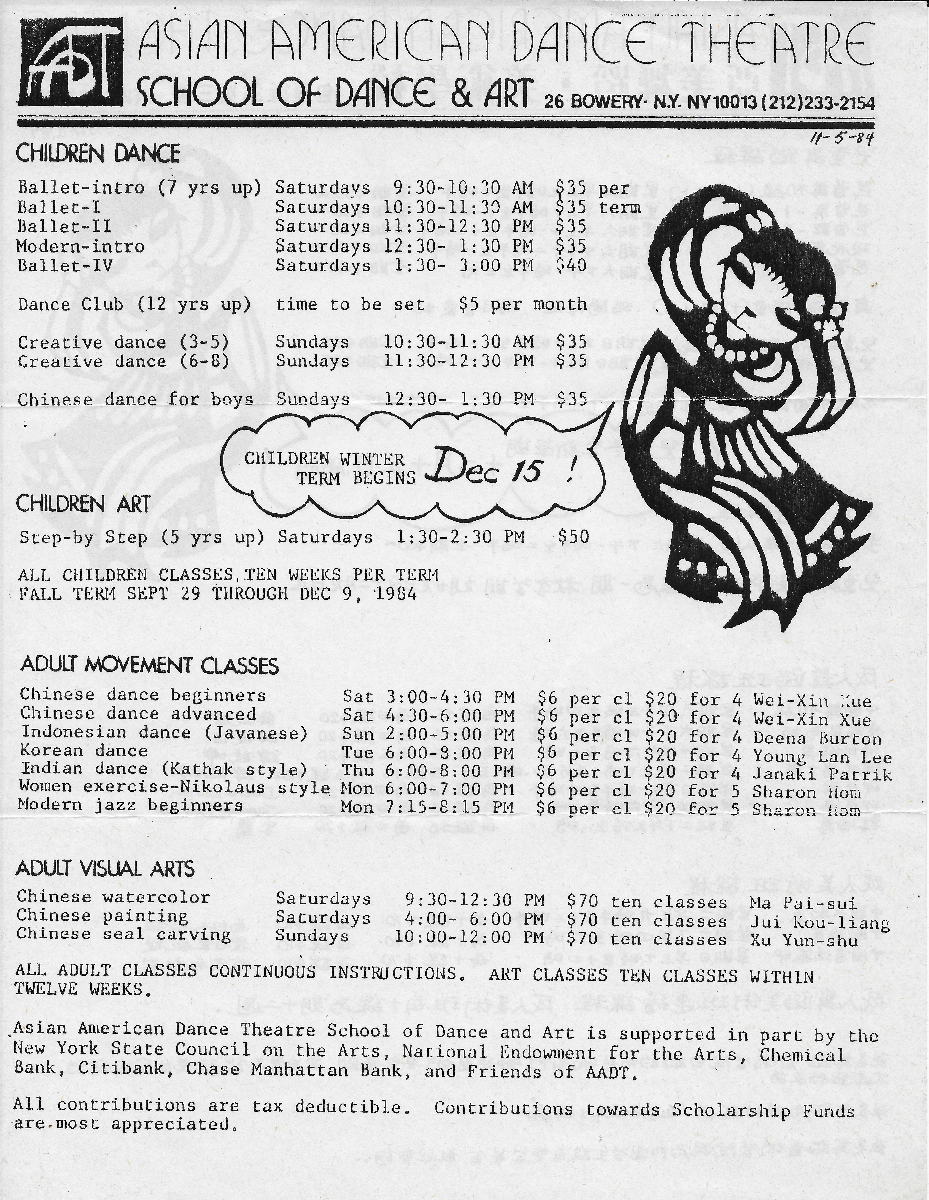 AADT
ASIAN AMERICAN DANCE THEATRE
SCHOOL OF DANCE & ART 26 BOWERY· N.Y. NY10013 (212)233-2154
11-5-84
CHILDREN DANCE
Ballet-intro (7 yrs up) Saturdays 9:30-10:30 AM $35 per
Ballet-I Saturdays 10:30-11:30 AM $35 term
Ballet-II Saturdays 11:30-12:30 PM $35
Modern-intro Saturdays 12:30- 1:30 PM $35
Ballet-IV Saturdays 1:30- 3:00 PM $40
Dance Club (12 yrs up) time to be set $5 per month
Creative dance (3-5) Sundays 10:30-11:30 AM $35
Creative dance (6-8) Sundays 11:30-12:30 PM $35
Chinese dance for boys Sundays 12:30- 1:30 PM $35
CHILDREN WINTER
TERM BEGINS Dec 15 !
CHILDREN ART
Step-by Step (5 yrs up) Saturdays 1:30-2:30 PM $50
ALL CHILDREN CLASSES, TEN WEEKS PER TERM
FALL TERM SEPT 29 THROUGH DEC 9, 1984
ADULT MOVEMENT CLASSES
Chinese dance beginners Sat 3:00-4:30 PM $6 per cl $20 for 4 Wei-Xin Xue
Chinese dance advanced Sat 4:30-6:00 PM $6 per cl $20 for 4 Wei-Xin Xue
Indonesian dance (Javanese) Sun 2:00-5:00 PM $6 per cl $20 for 4 Deena Burton
Korean dance Tue 6:00-8:00 PM $6 per cl $20 for 4 Young Lan Lee
Indian dance (Kathak style) Thu 6:00-8:00 PM $6 per cl $20 for 4 Janaki Patrik
Women exercise-Nikolaus style Mon 6:00-7:00 PM $6 per cl $20 for 5 Sharon Hom
Modern jazz beginners Mon 7:15-8:15 PM $6 per cl $20 for 5 Sharon Hom
ADULT VISUAL ARTS
Chinese watercolor Saturdays 9:30-12:30 PM $70 ten classes Ma Pai-sui
Chinese painting Saturdays 4:00- 6:00 PM $70 ten classes Jui Kou-liang
Chinese seal carving Sundays 10:00-12:00 PM $70 ten classes Xu Yun-shu
ALL ADULT CLASSES CONTINUOUS INSTRUCTIONS. ART CLASSES TEN CLASSES WITHIN
TWELVE WEEKS.
Asian American Dance Theatre School of Dance and Art is supported in part by the
New York State Council on the Arts, National Endowment for the Arts, Chemical
Bank, Citibank, Chase Manhattan Bank, and Friends of AADT.
All contributions are tax deductible. Contributions towards Scholarship Funds
are most appreciated.